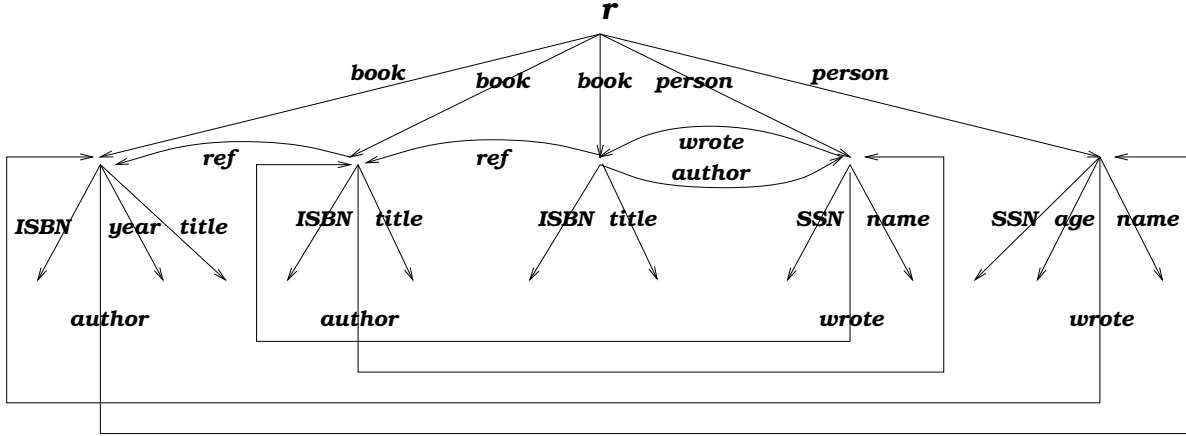 r
book book book person person
ref ref wrote
author
ISBN year title ISBN title ISBN title SSN name SSN age name
author author wrote wrote